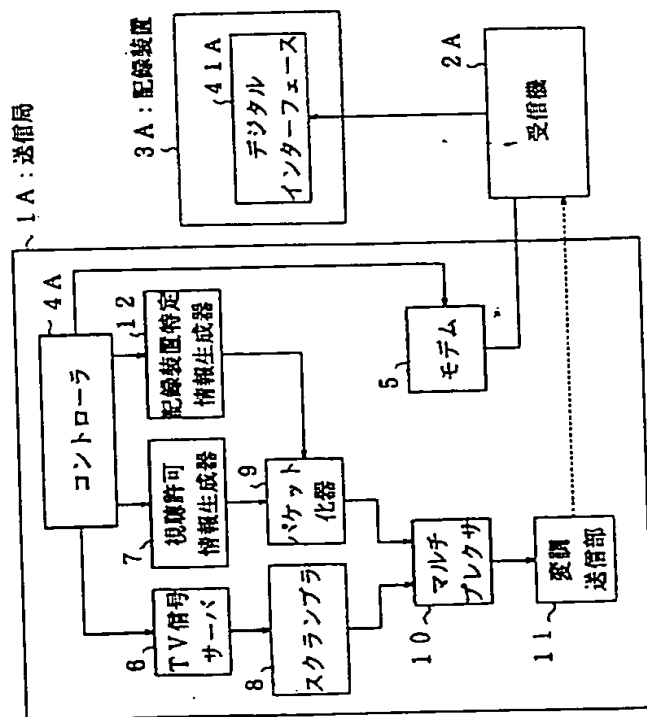 1A:送信局
4A
コントローラ
6
TV信号
サーバ
7
視聴許可
情報生成器
12
記録装置特定
情報生成器
8
スクランブラ
9
パケット
化器
10
マルチ
プレクサ
11
変調
送信部
5
モデム
3A:記録装置
41A
デジタル
インターフェース
2A
受信機